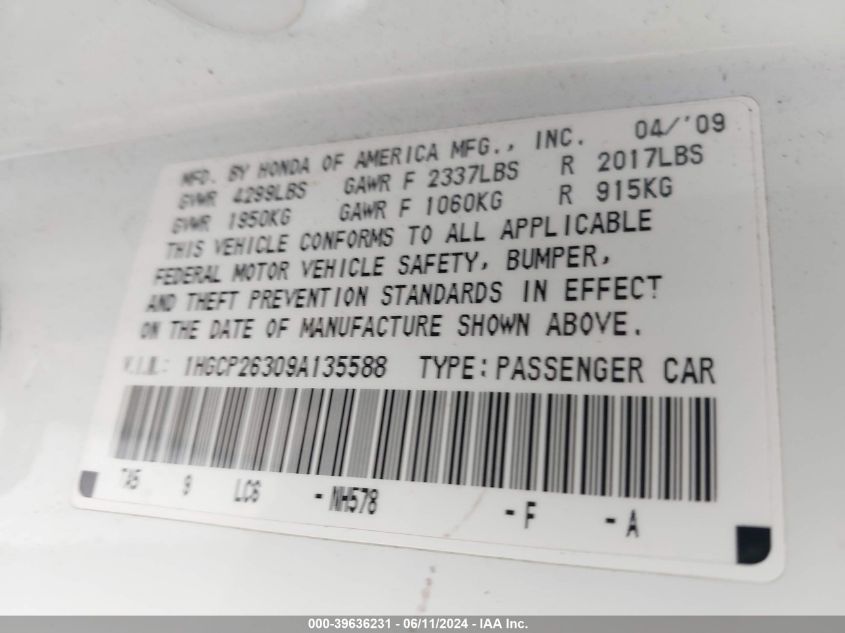 MFD. BY HONDA OF AMERICA MFG., INC. 04/'09
GVWR 4299LBS GAWR F 2337LBS R 2017LBS
GVWR 1950KG GAWR F 1060KG R 915KG
THIS VEHICLE CONFORMS TO ALL APPLICABLE
FEDERAL MOTOR VEHICLE SAFETY, BUMPER,
AND THEFT PREVENTION STANDARDS IN EFFECT
ON THE DATE OF MANUFACTURE SHOWN ABOVE.
V.I.N.: 1HGCP26309A135588 TYPE: PASSENGER CAR
TA5 9 LC6 - NH578 - F - A
000-39636231 - 06/11/2024 - IAA Inc.